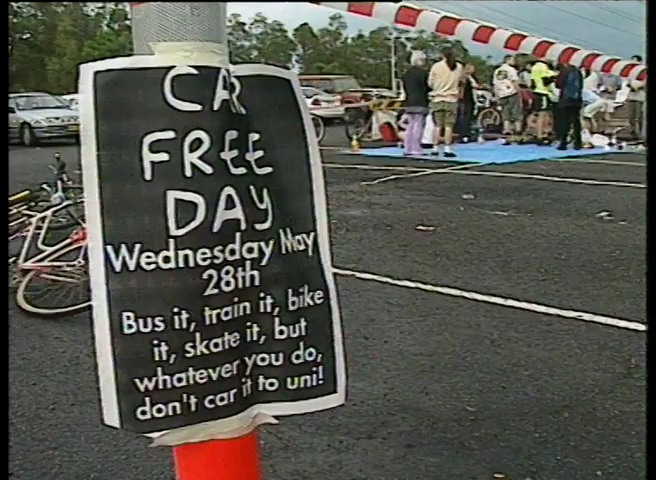 CAR
FREE
DAY
Wednesday May
28th
Bus it, train it, bike
it, skate it, but
whatever you do,
don't car it to uni!